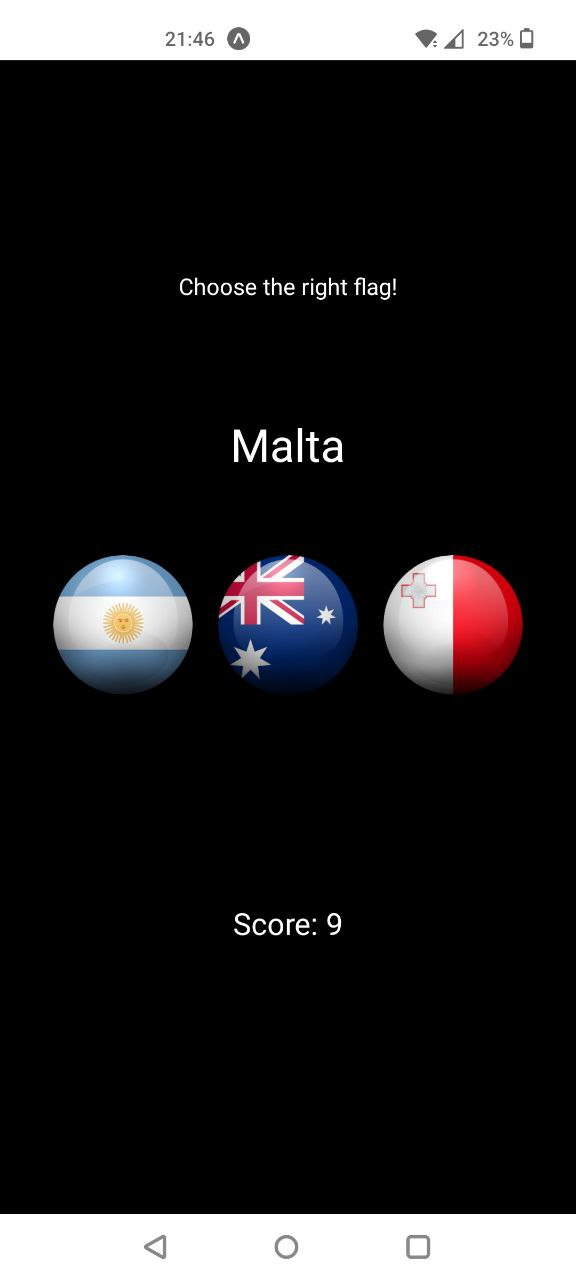 21:46 23%
Choose the right flag!
Malta
Score: 9